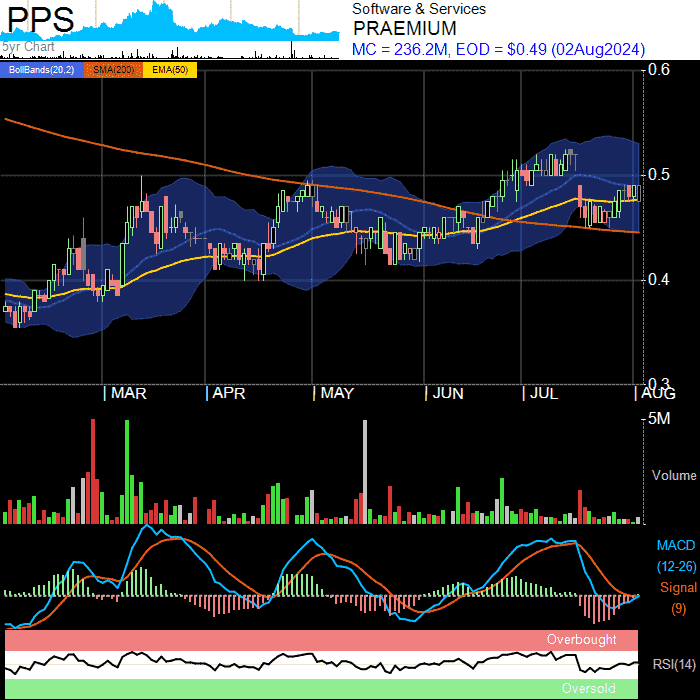 PPS
5yr Chart
Software & Services
PRAEMIUM
MC = 236.2M, EOD = $0.49 (02Aug2024)
BollBands(20,2) SMA(200) EMA(50)
0.6
0.5
0.4
0.3
MAR APR MAY JUN JUL AUG
5M
Volume
MACD
(12-26)
Signal
(9)
Overbought
RSI(14)
Oversold